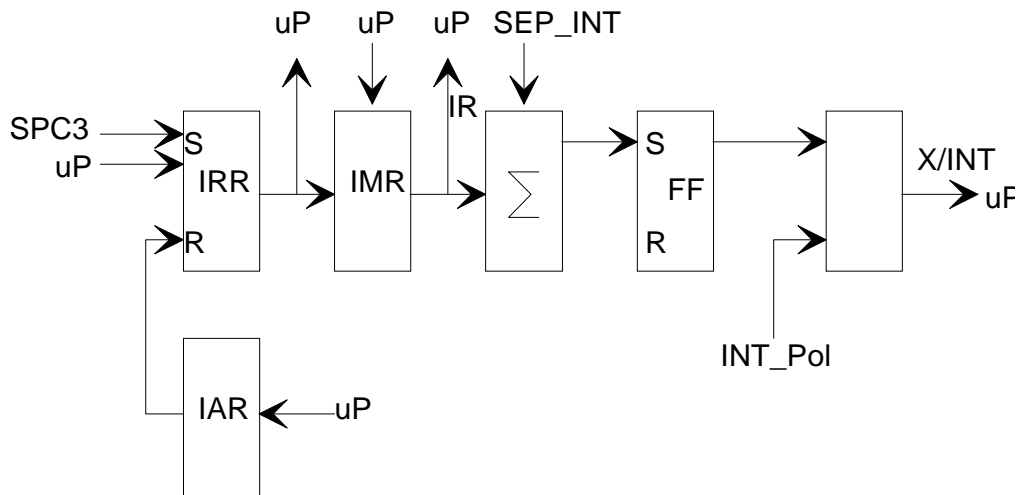 uP uP uP SEP_INT
IR
SPC3
uP
S
IRR
R
IMR
∑
S
FF
R
X/INT
uP
INT_Pol
IAR
uP